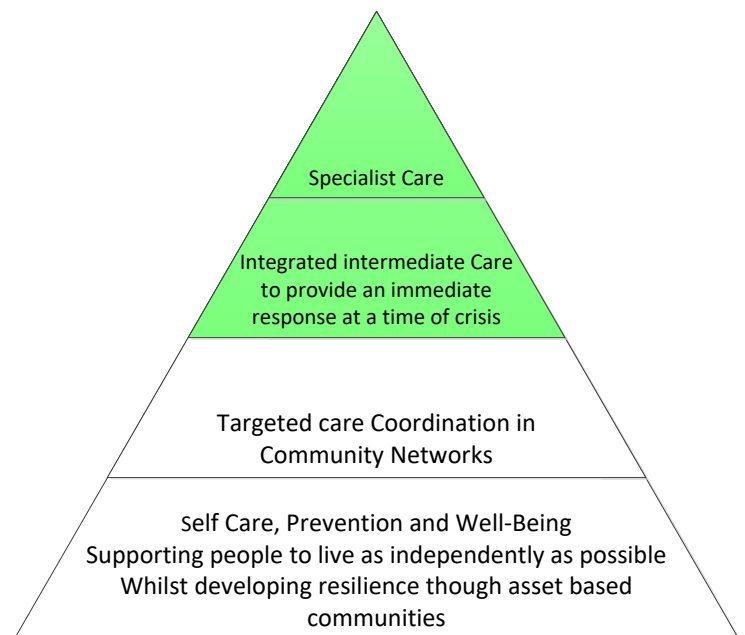 Specialist Care
Integrated intermediate Care
to provide an immediate
response at a time of crisis
Targeted care Coordination in
Community Networks
Self Care, Prevention and Well-Being
Supporting people to live as independently as possible
Whilst developing resilience though asset based
communities